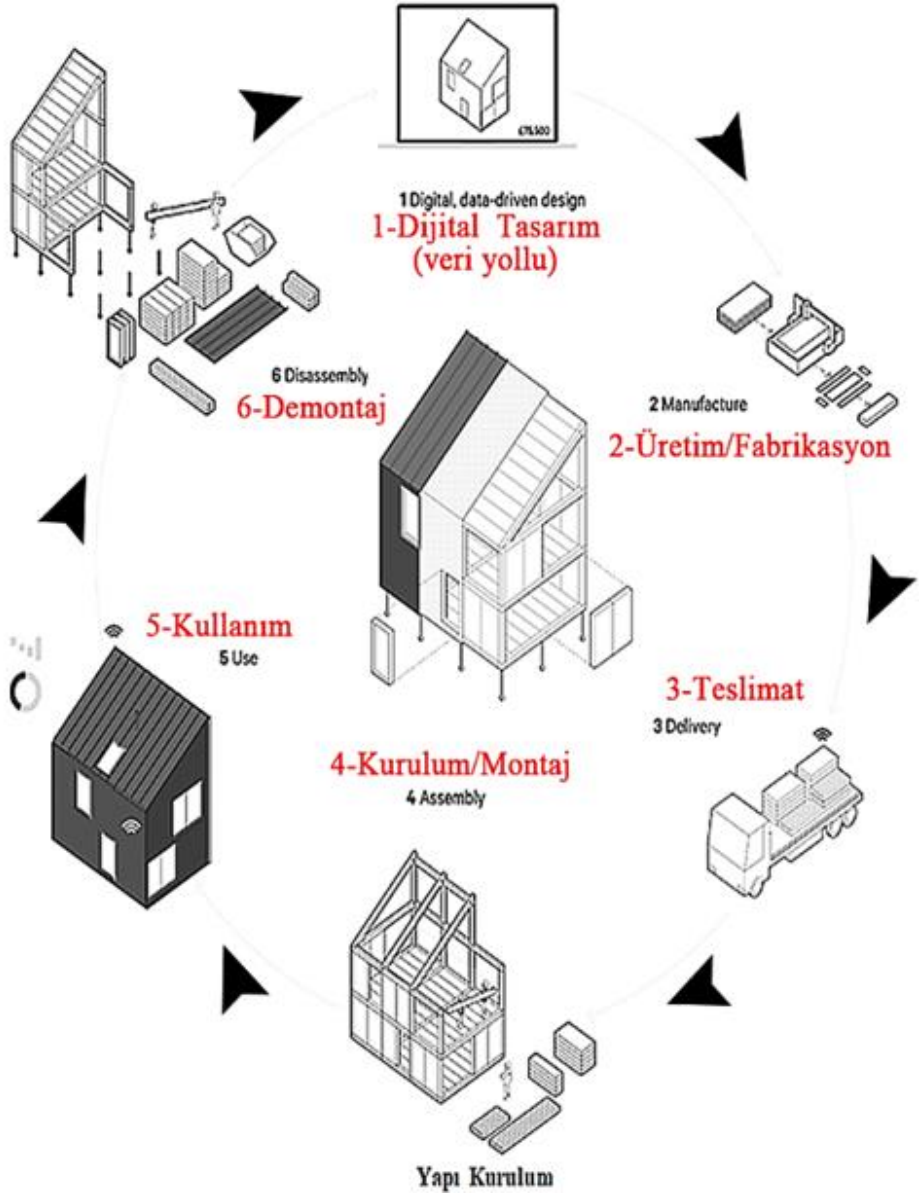 1 Digital, data-driven design
1-Dijital Tasarım
(veri yollu)
2 Manufacture
2-Üretim/Fabrikasyon
6 Disassembly
6-Demontaj
5-Kullanım
5 Use
3-Teslimat
3 Delivery
4-Kurulum/Montaj
4 Assembly
Yapı Kurulum